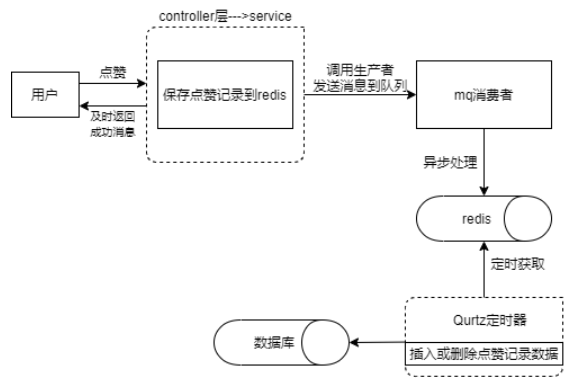 controller层--->service
用户
点赞
及时返回
成功消息
保存点赞记录到redis
调用生产者
发送消息到队列
mq消费者
异步处理
redis
定时获取
Qurtz定时器
插入或删除点赞记录数据
数据库